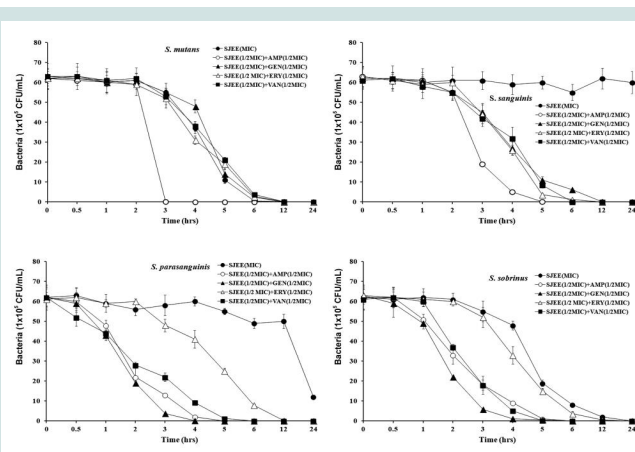 S. mutans
SJEE(MIC)
SJEE(1/2MIC)+AMP(1/2MIC)
SJEE(1/2MIC)+GEN(1/2MIC)
SJEE(1/2 MIC)+ERY(1/2MIC)
SJEE(1/2MIC)+VAN(1/2MIC)
Bacteria (1x10⁵ CFU/mL)
80
70
60
50
40
30
20
10
0
0 0.5 1 2 3 4 5 6 12 24
Time (hrs)
S. sanguinis
SJEE(MIC)
SJEE(1/2MIC)+AMP(1/2MIC)
SJEE(1/2MIC)+GEN(1/2MIC)
SJEE(1/2 MIC)+ERY(1/2MIC)
SJEE(1/2MIC)+VAN(1/2MIC)
Bacteria (1x10⁵ CFU/mL)
80
70
60
50
40
30
20
10
0
0 0.5 1 2 3 4 5 6 12 24
Time (hrs)
S. parasanguinis
SJEE(MIC)
SJEE(1/2MIC)+AMP(1/2MIC)
SJEE(1/2MIC)+GEN(1/2MIC)
SJEE(1/2 MIC)+ERY(1/2MIC)
SJEE(1/2MIC)+VAN(1/2MIC)
Bacteria (1x10⁵ CFU/mL)
80
70
60
50
40
30
20
10
0
0 0.5 1 2 3 4 5 6 12 24
Time (hrs)
S. sobrinus
SJEE(MIC)
SJEE(1/2MIC)+AMP(1/2MIC)
SJEE(1/2MIC)+GEN(1/2MIC)
SJEE(1/2 MIC)+ERY(1/2MIC)
SJEE(1/2MIC)+VAN(1/2MIC)
Bacteria (1x10⁵ CFU/mL)
80
70
60
50
40
30
20
10
0
0 0.5 1 2 3 4 5 6 12 24
Time (hrs)